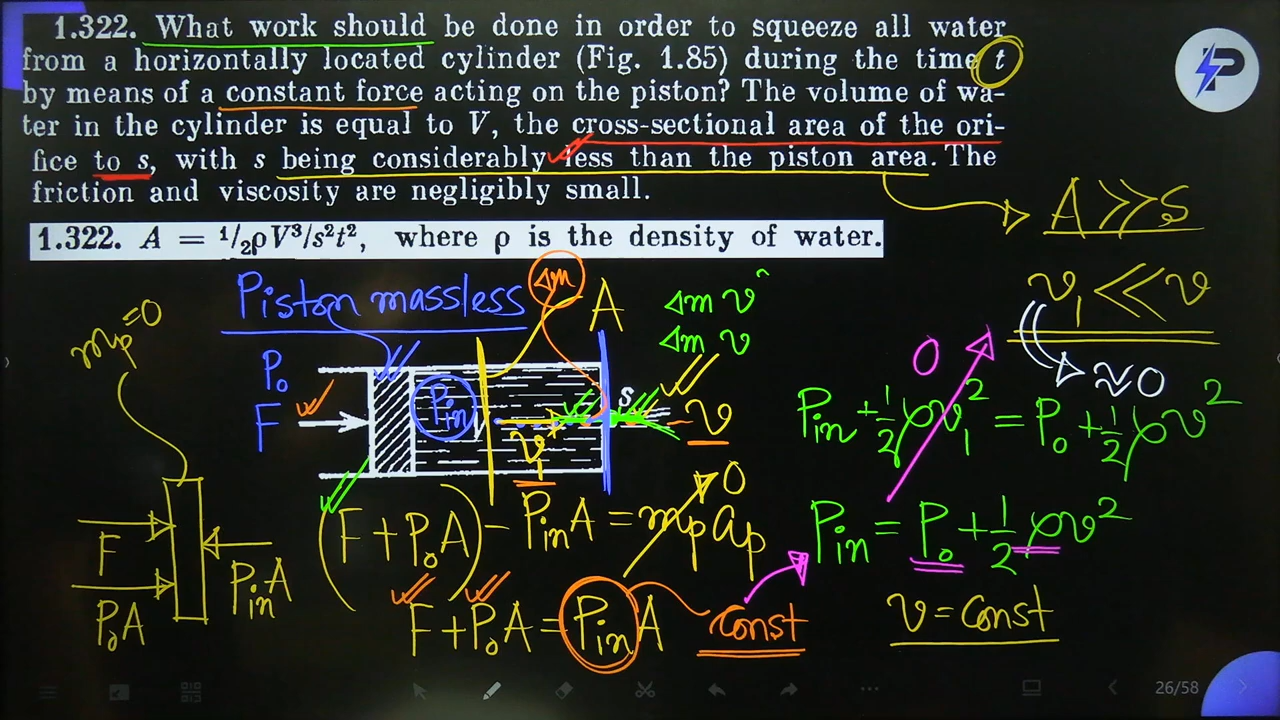 1.322. What work should be done in order to squeeze all water
from a horizontally located cylinder (Fig. 1.85) during the time t
by means of a constant force acting on the piston? The volume of wa-
ter in the cylinder is equal to V, the cross-sectional area of the ori-
fice to s, with s being considerably less than the piston area. The
friction and viscosity are negligibly small.
1.322. A = ¹/₂ρV³/s²t², where ρ is the density of water.
A >> s
v₁ << v
≈0
Piston massless
Δm
A
Δm v
Δm v
mₚ=0
P₀
F
Pᵢₙ
v₁
s
v
0
Pᵢₙ + ½ρv₁² = P₀ + ½ρv²
(F + P₀A) - PᵢₙA = mₚaₚ
0
Pᵢₙ = P₀ + ½ρv²
F
P₀A
PᵢₙA
F + P₀A = PᵢₙA
Const
v = Const
P
26/58